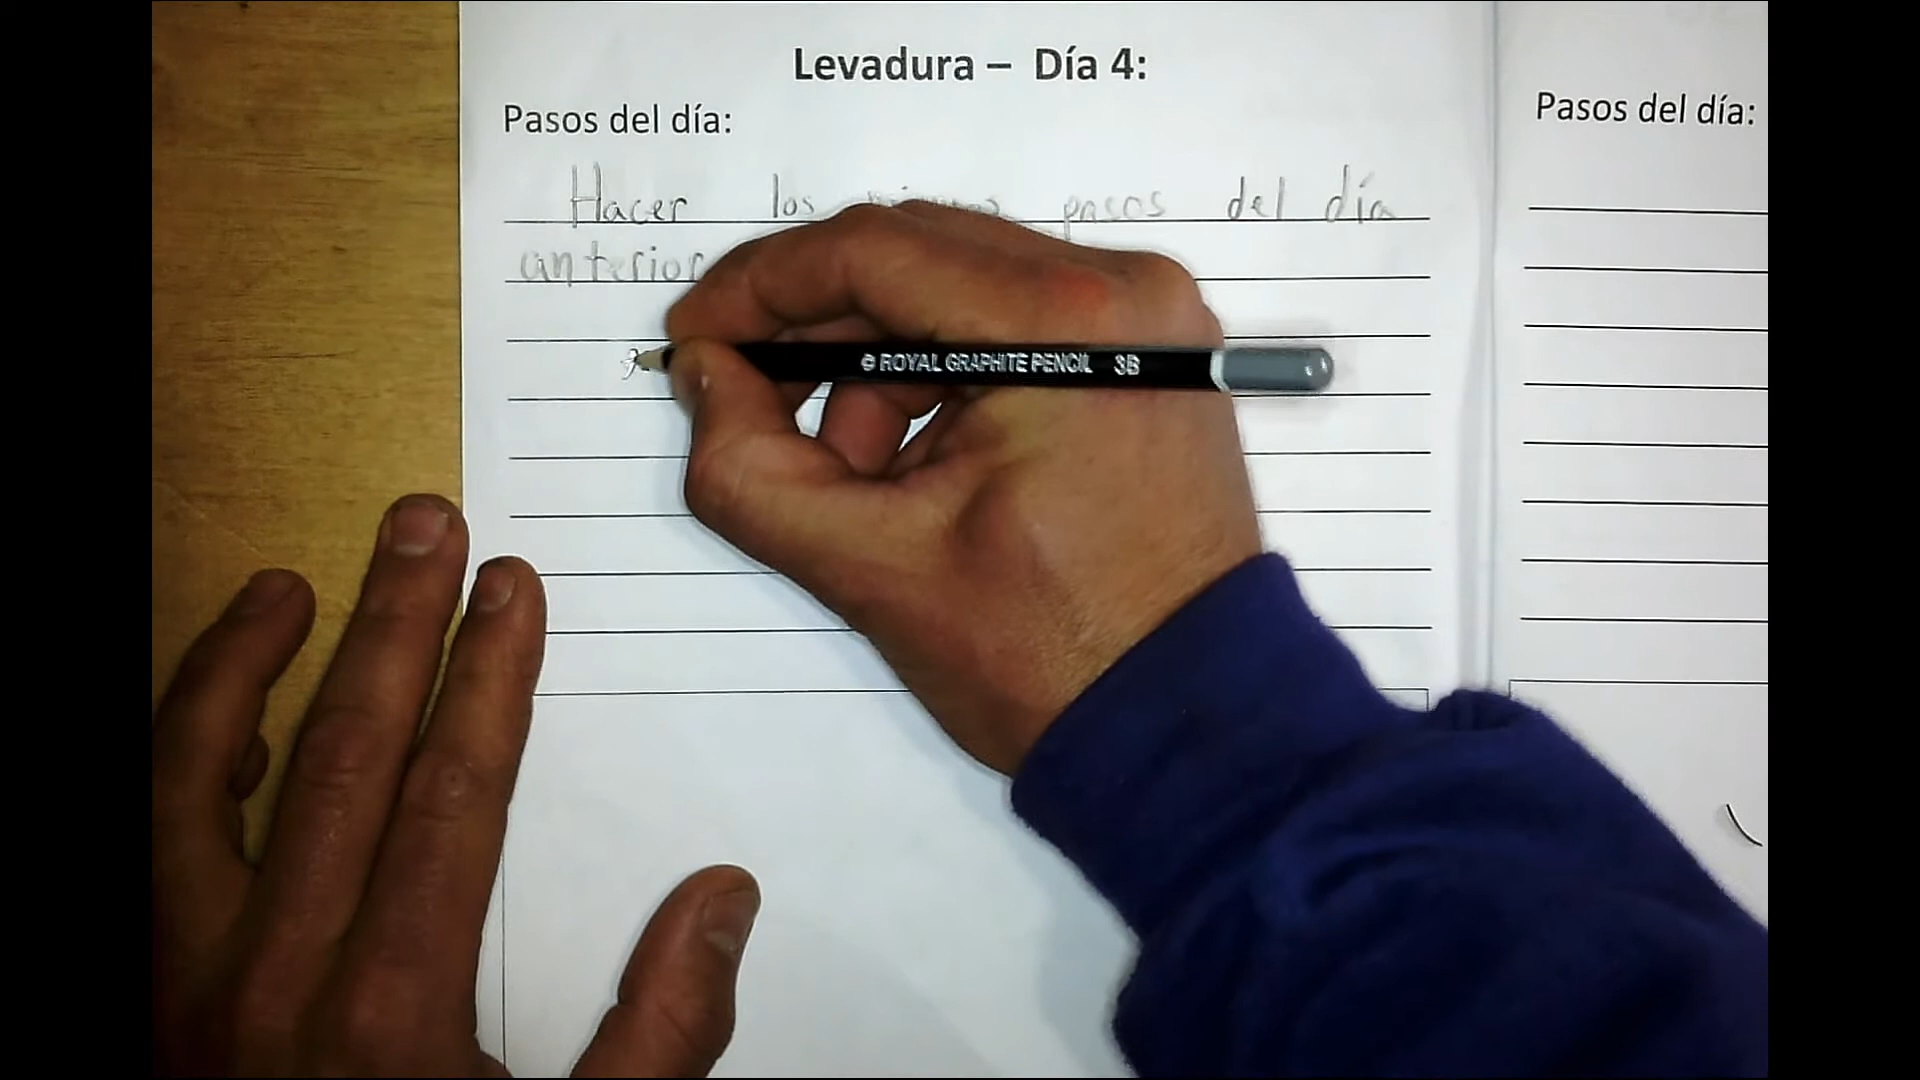 Levadura – Día 4:
Pasos del día:
Hacer los pasos del día
anterior
© ROYAL GRAPHITE PENCIL 3B
Pasos del día: